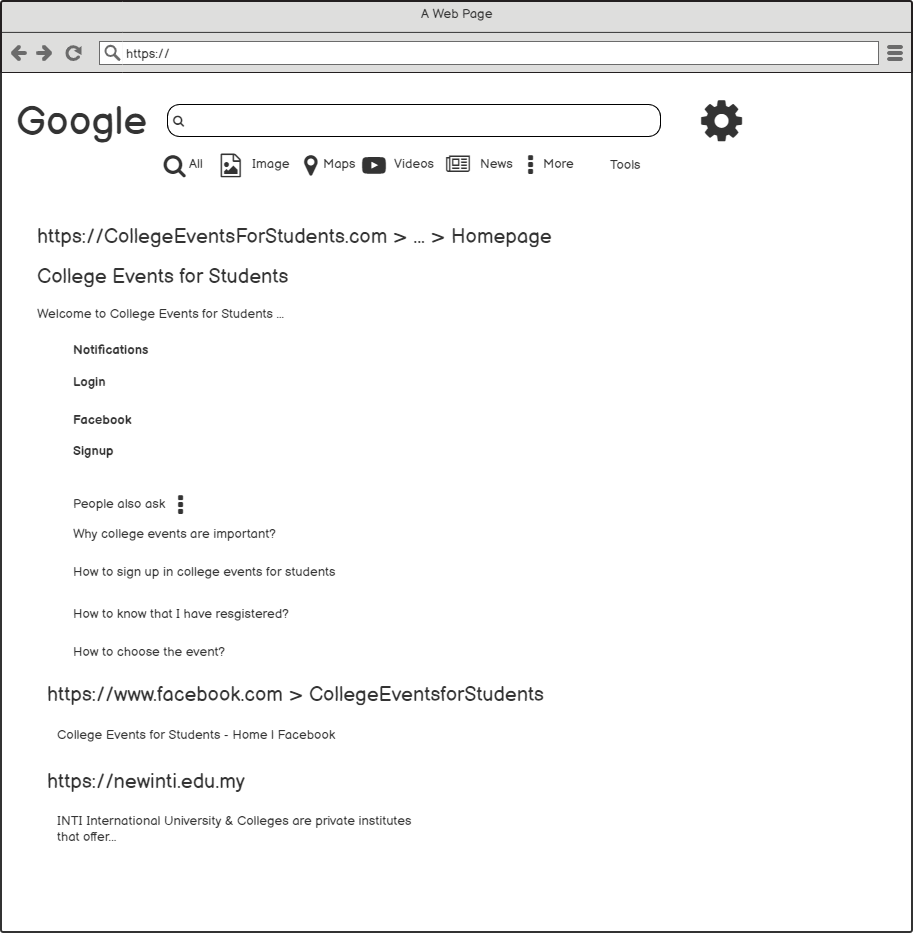 A Web Page
https://
Google
All Image Maps Videos News More Tools
https://CollegeEventsForStudents.com > ... > Homepage
College Events for Students
Welcome to College Events for Students ...
Notifications
Login
Facebook
Signup
People also ask
Why college events are important?
How to sign up in college events for students
How to know that I have resgistered?
How to choose the event?
https://www.facebook.com > CollegeEventsforStudents
College Events for Students - Home | Facebook
https://newinti.edu.my
INTI International University & Colleges are private institutes
that offer...